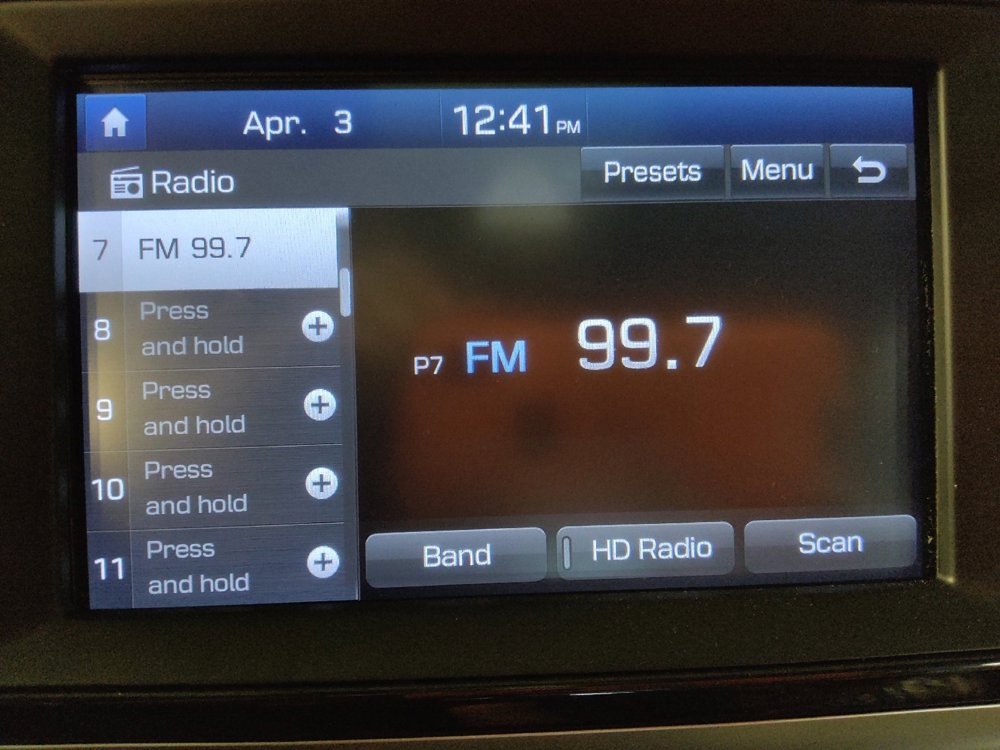 Apr. 3 12:41 PM
Radio Presets Menu
7 FM 99.7
8 Press
and hold
9 Press
and hold
10 Press
and hold
11 Press
and hold
P7 FM 99.7
Band HD Radio Scan